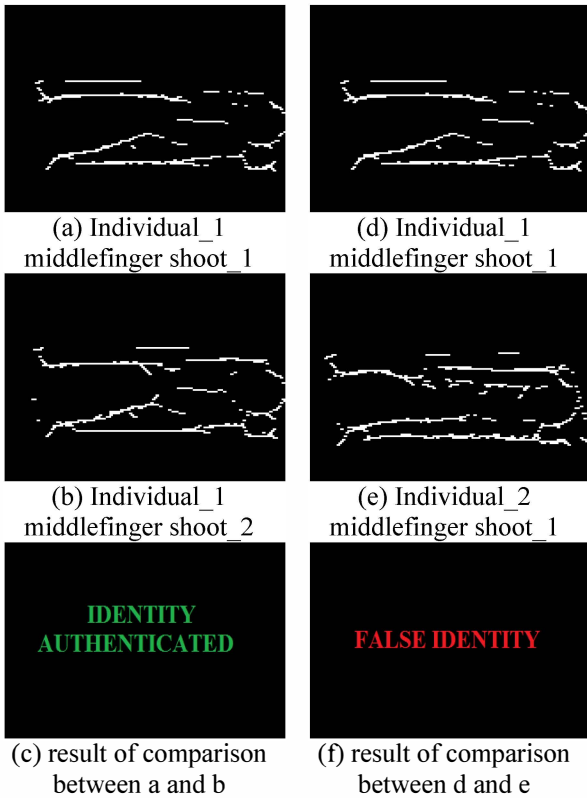 (a) Individual_1
middlefinger shoot_1
(d) Individual_1
middlefinger shoot_1
(b) Individual_1
middlefinger shoot_2
(e) Individual_2
middlefinger shoot_1
IDENTITY
AUTHENTICATED
FALSE IDENTITY
(c) result of comparison
between a and b
(f) result of comparison
between d and e